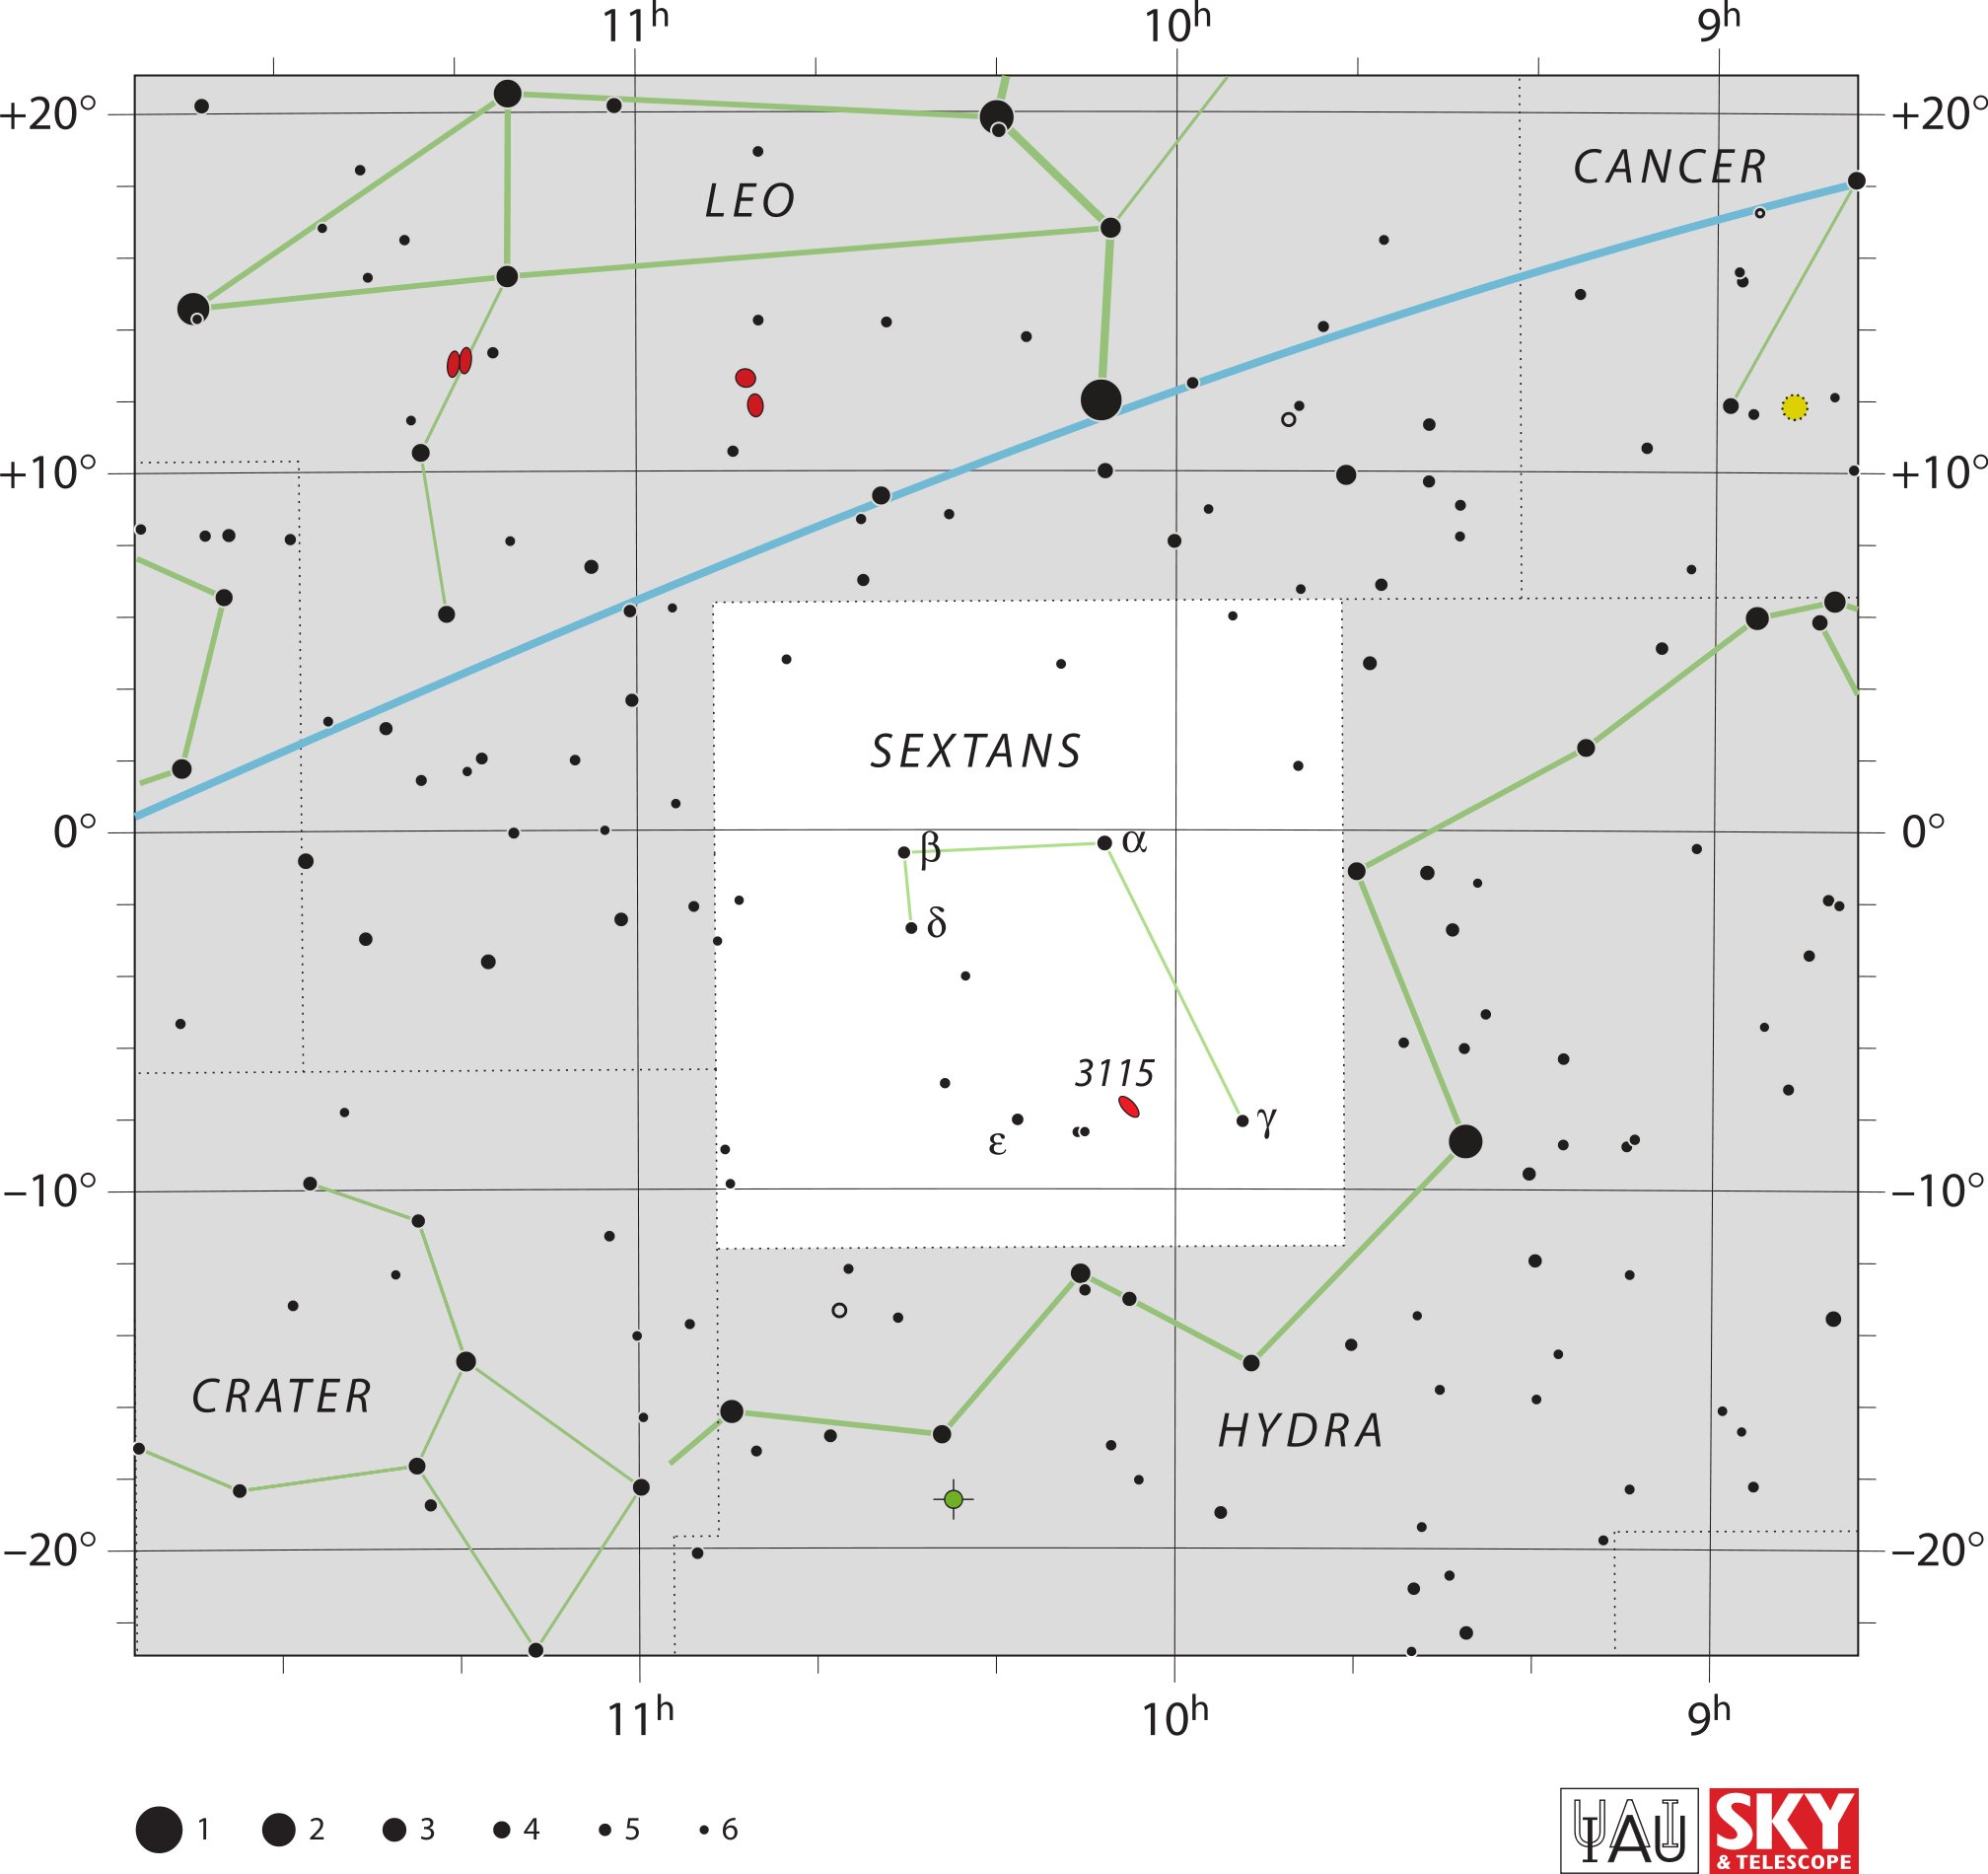 11h 10h 9h
+20° +20°
CANCER
LEO
+10° +10°
SEXTANS
0° 0°
β α
δ
3115
γ
ε
−10° −10°
CRATER
HYDRA
−20° −20°
11h 10h 9h
1 2 3 4 5 6
IAU
SKY
& TELESCOPE